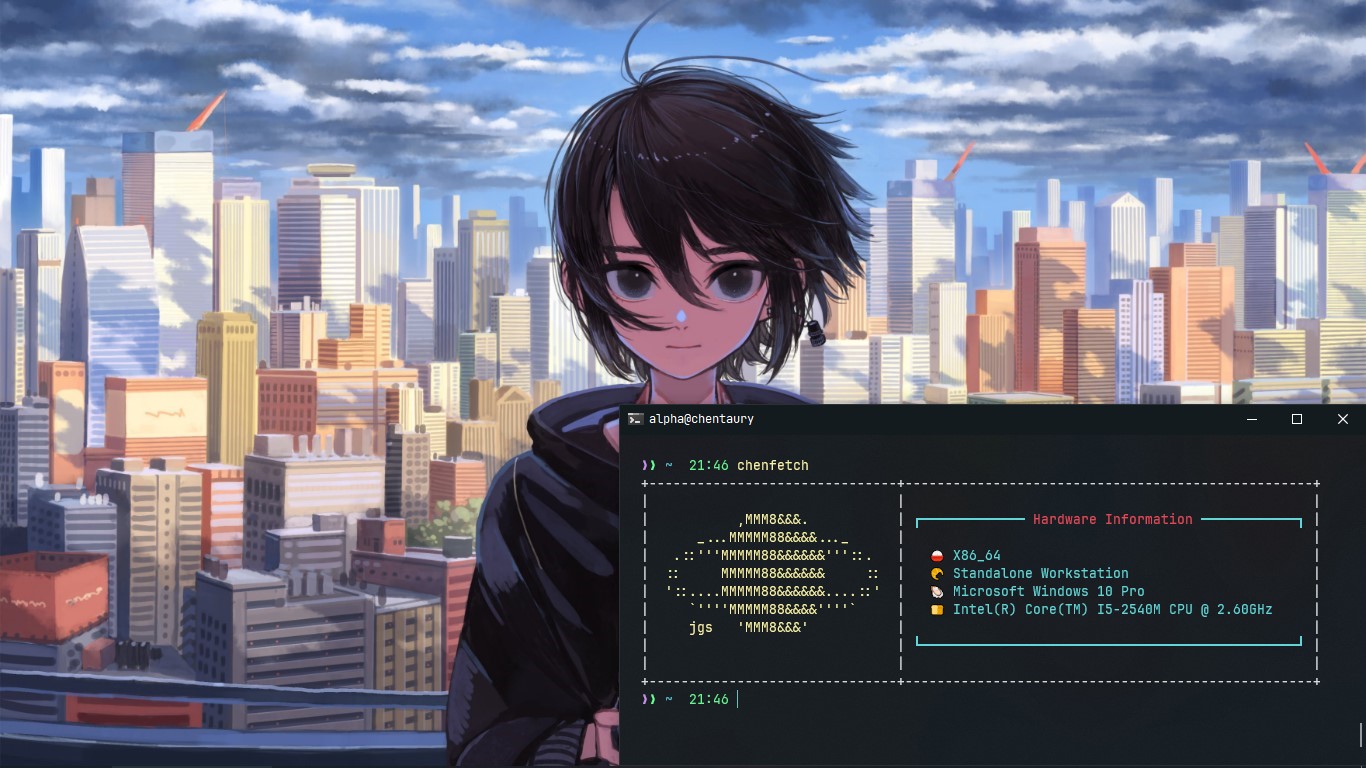 alpha@chentaury
❯❯ ~ 21:46 chenfetch
Hardware Information
,MMM8&&&.
_...MMMMM88&&&&..._
.::'''MMMMM88&&&&&&'''::.
X86_64
:: MMMMM88&&&&&& ::
Standalone Workstation
'::....MMMMM88&&&&&&....::'
Microsoft Windows 10 Pro
`''''MMMMM88&&&&''''`
Intel(R) Core(TM) I5-2540M CPU @ 2.60GHz
jgs 'MMM8&&&'
❯❯ ~ 21:46